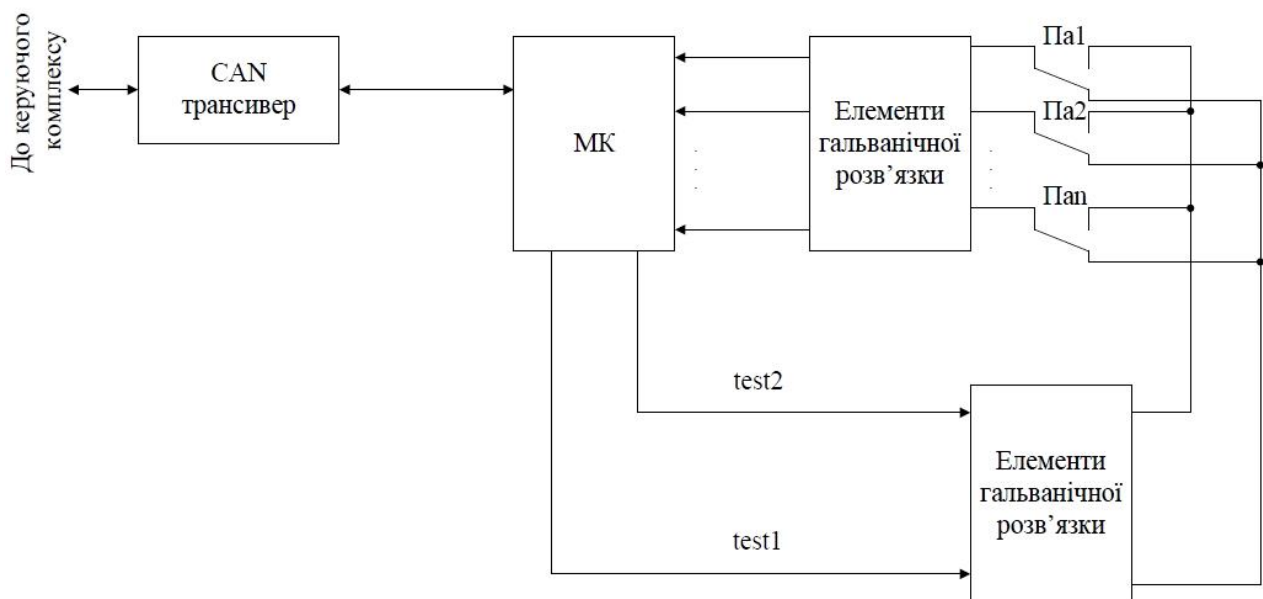 До керуючого
комплексу
CAN
трансивер
МК
Елементи
гальванічної
розв’язки
Па1
Па2
Паn
test2
test1
Елементи
гальванічної
розв’язки